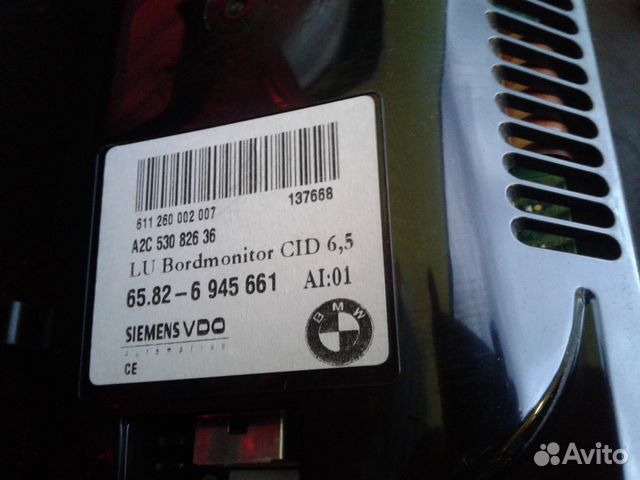 611 260 002 007
137668
A2C 530 826 36
LU Bordmonitor CID 6,5
65.82-6 945 661 AI:01
SIEMENS VDO
Automotive
CE
BMW
Avito